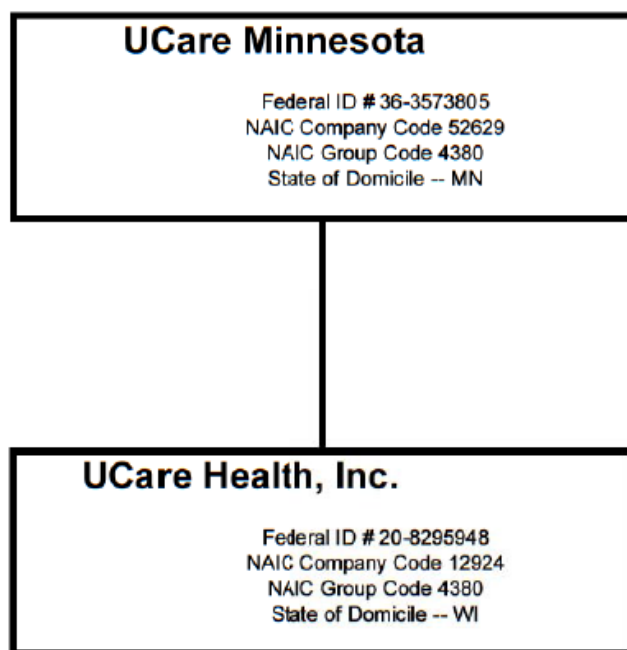 UCare Minnesota
Federal ID # 36-3573805
NAIC Company Code 52629
NAIC Group Code 4380
State of Domicile -- MN
UCare Health, Inc.
Federal ID # 20-8295948
NAIC Company Code 12924
NAIC Group Code 4380
State of Domicile -- WI